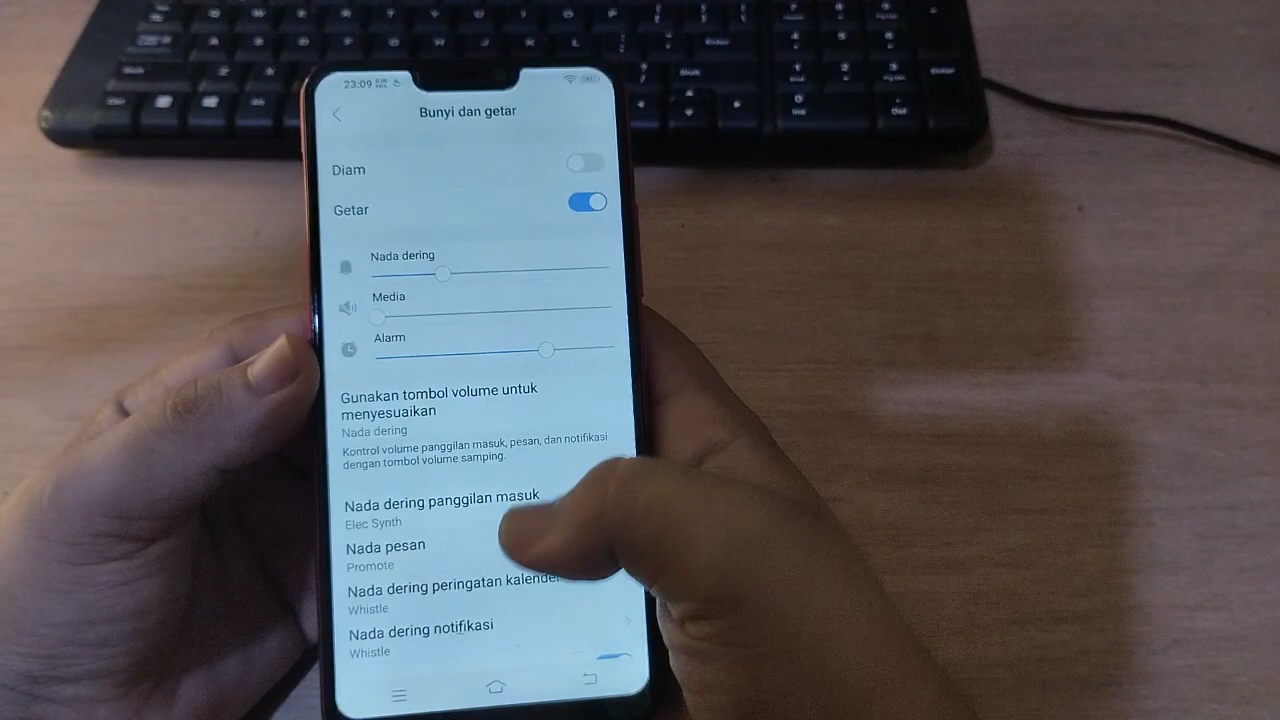 23:09
Bunyi dan getar
Diam
Getar
Nada dering
Media
Alarm
Gunakan tombol volume untuk
menyesuaikan
Nada dering
Kontrol volume panggilan masuk, pesan, dan notifikasi
dengan tombol volume samping.
Nada dering panggilan masuk
Elec Synth
Nada pesan
Promote
Nada dering peringatan kalender
Whistle
Nada dering notifikasi
Whistle